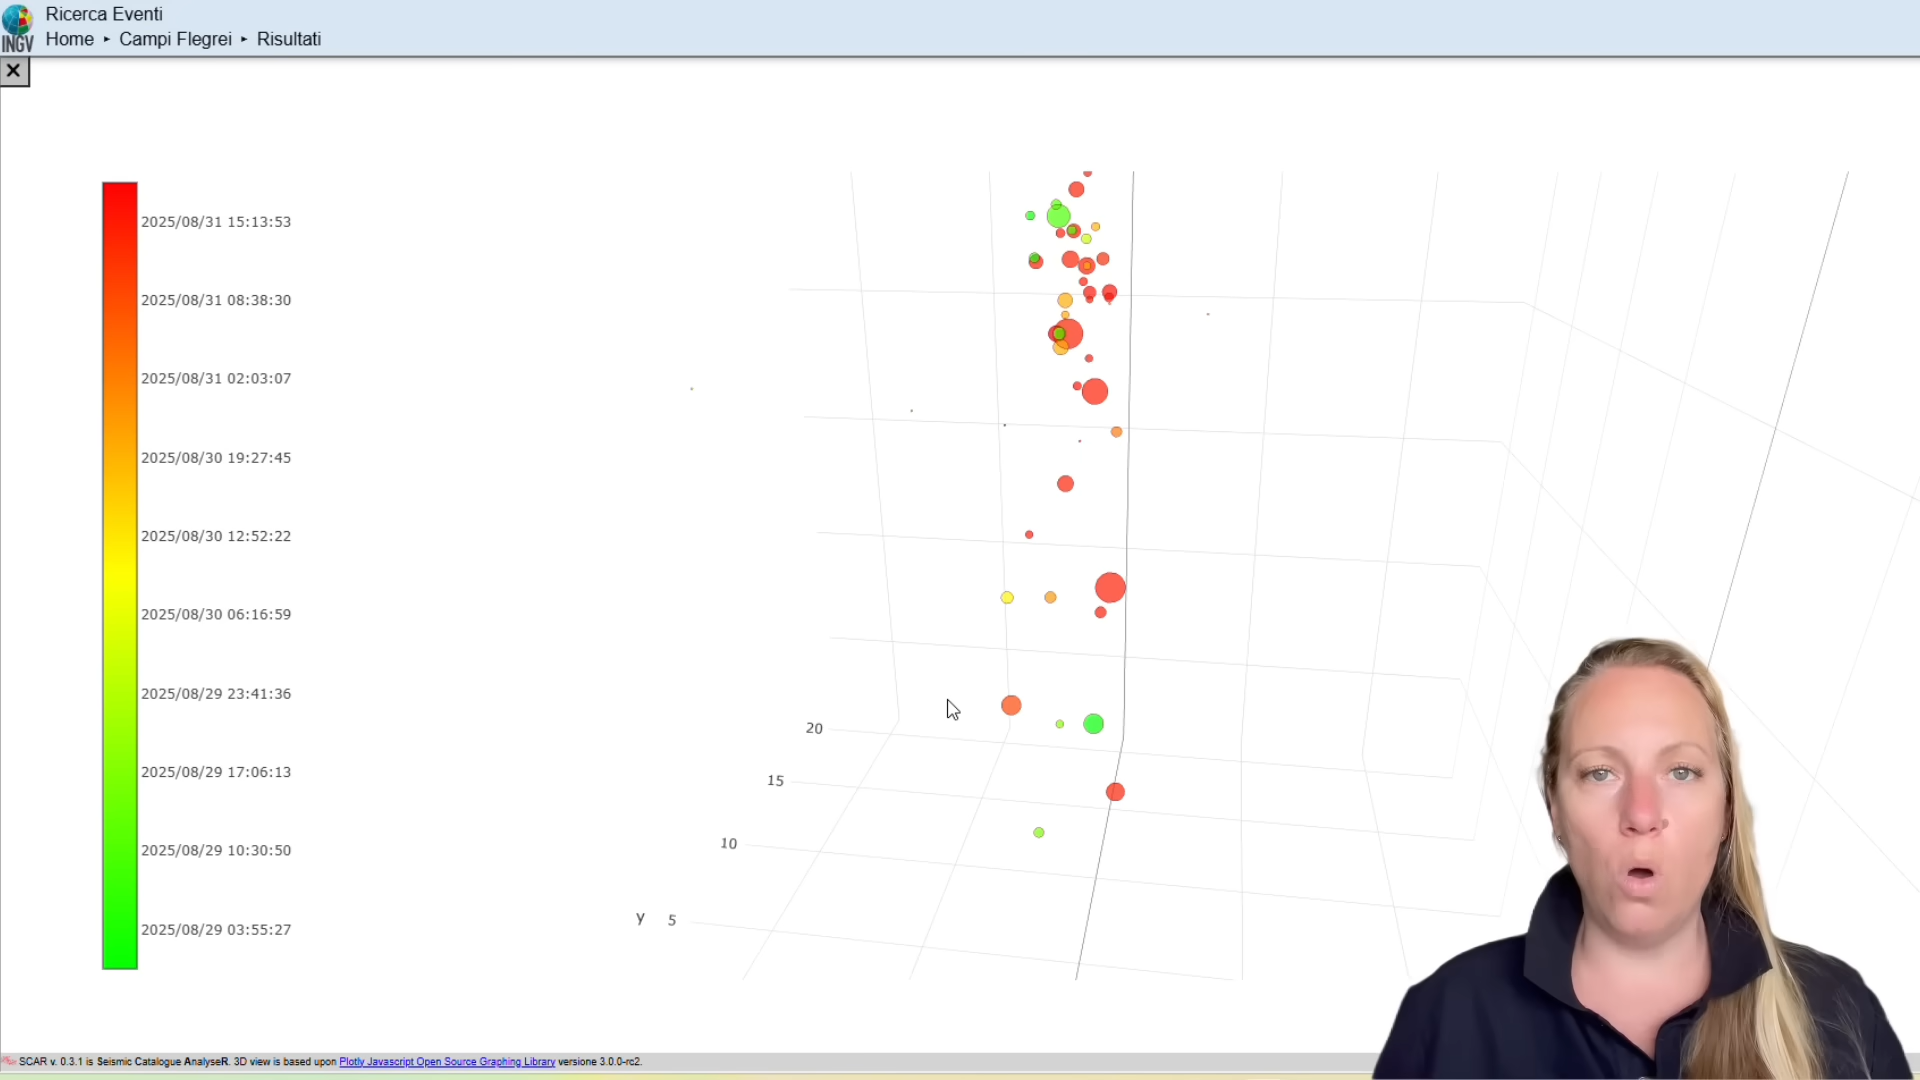 Ricerca Eventi
INGV
Home ▸ Campi Flegrei ▸ Risultati
2025/08/31 15:13:53
2025/08/31 08:38:30
2025/08/31 02:03:07
2025/08/30 19:27:45
2025/08/30 12:52:22
2025/08/30 06:16:59
2025/08/29 23:41:36
2025/08/29 17:06:13
2025/08/29 10:30:50
2025/08/29 03:55:27
20
15
10
y 5
SCAR v. 0.3.1 is Seismic Catalogue AnalyseR. 3D view is based upon Plotly Javascript Open Source Graphing Library versione 3.0.0-rc2.